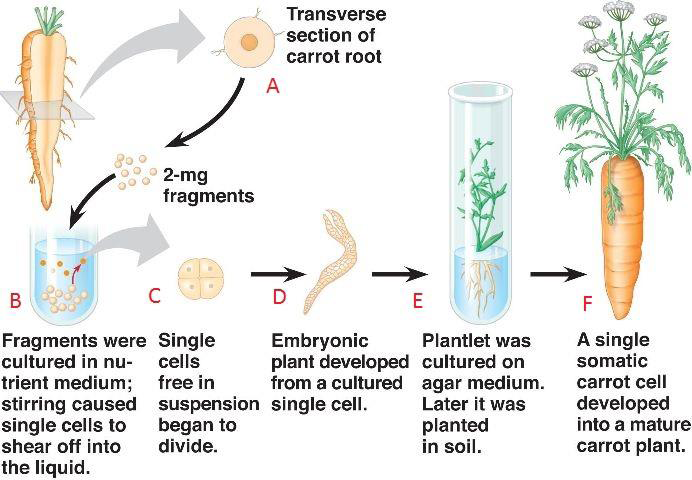 Transverse
section of
carrot root
A
2-mg
fragments
B
C
D
E
F
Fragments were
cultured in nu-
trient medium;
stirring caused
single cells to
shear off into
the liquid.
Single
cells
free in
suspension
began to
divide.
Embryonic
plant developed
from a cultured
single cell.
Plantlet was
cultured on
agar medium.
Later it was
planted
in soil.
A single
somatic
carrot cell
developed
into a mature
carrot plant.